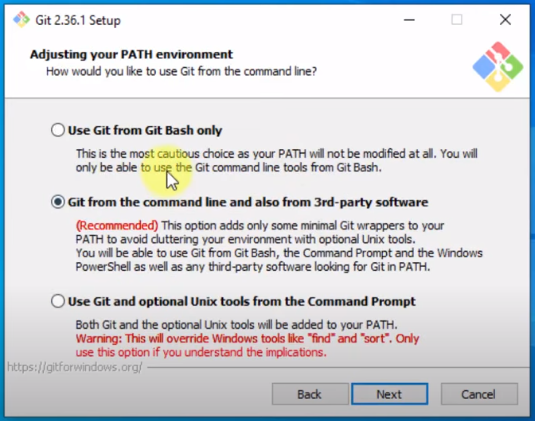 Git 2.36.1 Setup
Adjusting your PATH environment
How would you like to use Git from the command line?
Use Git from Git Bash only
This is the most cautious choice as your PATH will not be modified at all. You will
only be able to use the Git command line tools from Git Bash.
Git from the command line and also from 3rd-party software
(Recommended) This option adds only some minimal Git wrappers to your
PATH to avoid cluttering your environment with optional Unix tools.
You will be able to use Git from Git Bash, the Command Prompt and the Windows
PowerShell as well as any third-party software looking for Git in PATH.
Use Git and optional Unix tools from the Command Prompt
Both Git and the optional Unix tools will be added to your PATH.
Warning: This will override Windows tools like "find" and "sort". Only
use this option if you understand the implications.
https://gitforwindows.org/
Back
Next
Cancel